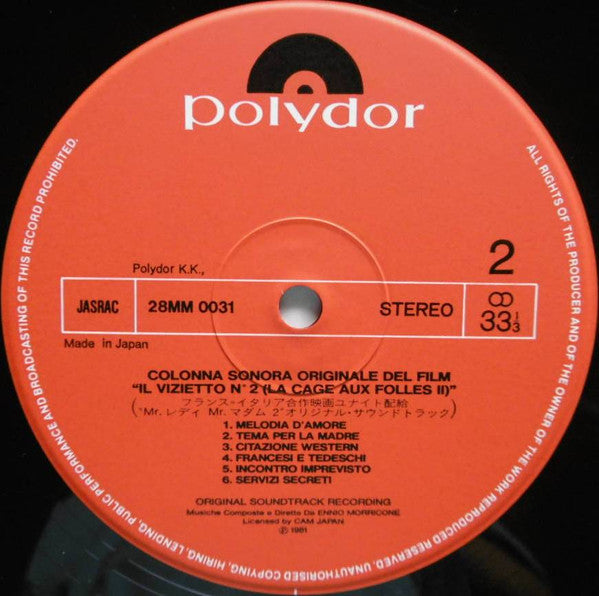 polydor
2
Polydor K.K.,
JASRAC
28MM 0031
STEREO
33 1/3
Made in Japan
COLONNA SONORA ORIGINALE DEL FILM
"IL VIZIETTO N°2 (LA CAGE AUX FOLLES II)"
(フランス-イタリア合作映画ユナイト配給
"Mr. レディ Mr. マダム 2"オリジナル・サウンドトラック)
1. MELODIA D'AMORE
2. TEMA PER LA MADRE
3. CITAZIONE WESTERN
4. FRANCESI E TEDESCHI
5. INCONTRO IMPREVISTO
6. SERVIZI SECRETI
ORIGINAL SOUNDTRACK RECORDING
Musiche Composte e Dirette Da ENNIO MORRICONE
Licensed by CAM JAPAN
Ⓟ 1981
ALL RIGHTS OF THE PRODUCER AND OF THE OWNER OF THE WORK REPRODUCED RESERVED. UNAUTHORISED COPYING, HIRING, LENDING, PUBLIC PERFORMANCE AND BROADCASTING OF THIS RECORD PROHIBITED.